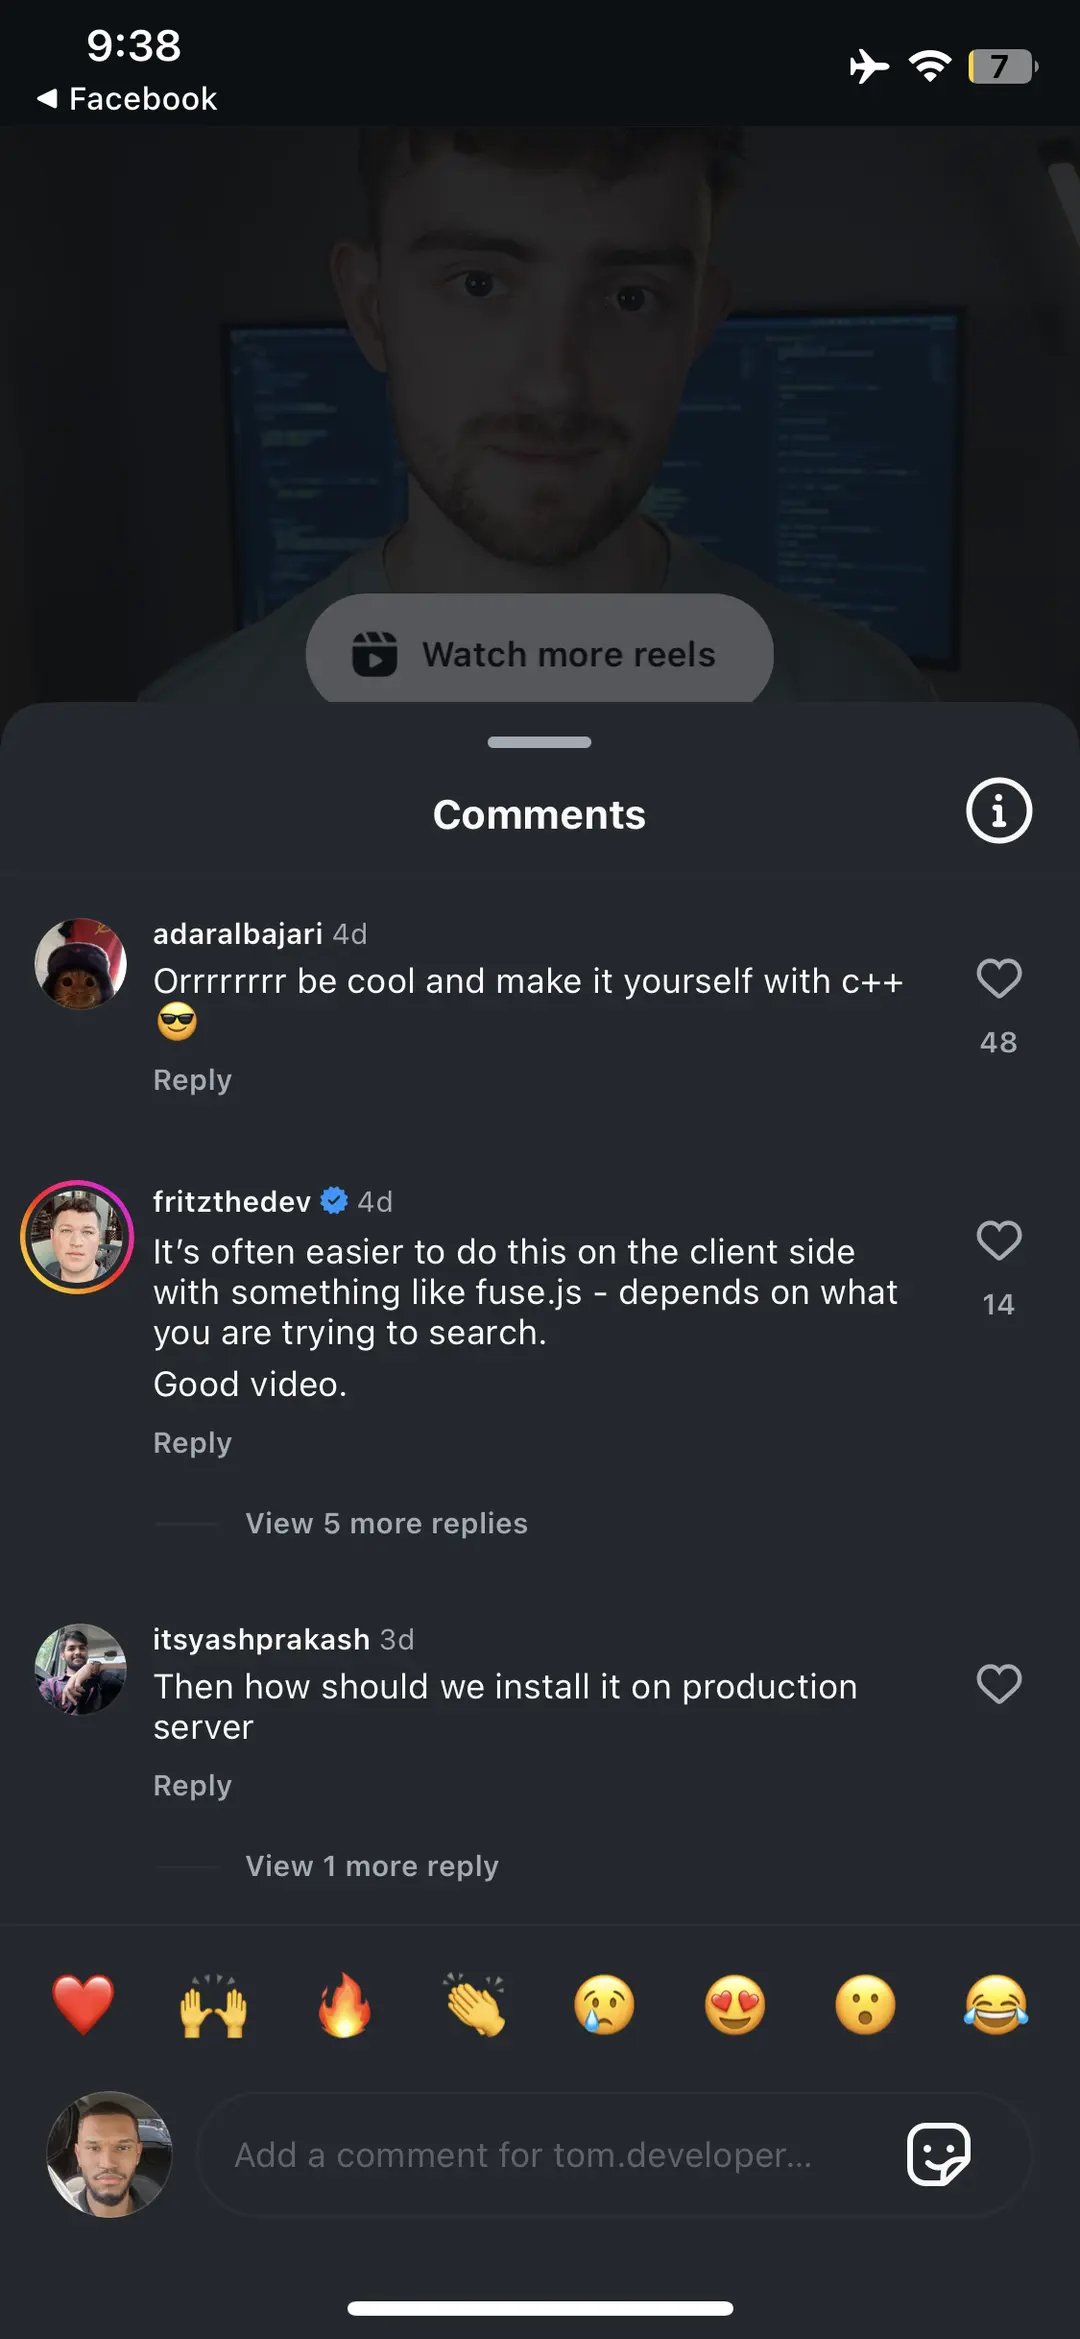 9:38
7
◀ Facebook
Watch more reels
Comments
adaralbajari 4d
Orrrrrrrr be cool and make it yourself with c++
😎
48
Reply
fritzthedev 4d
It’s often easier to do this on the client side
with something like fuse.js - depends on what
you are trying to search.
14
Good video.
Reply
View 5 more replies
itsyashprakash 3d
Then how should we install it on production
server
Reply
View 1 more reply
❤️ 🙌 🔥 👏 😢 😍 😮 😂
Add a comment for tom.developer...